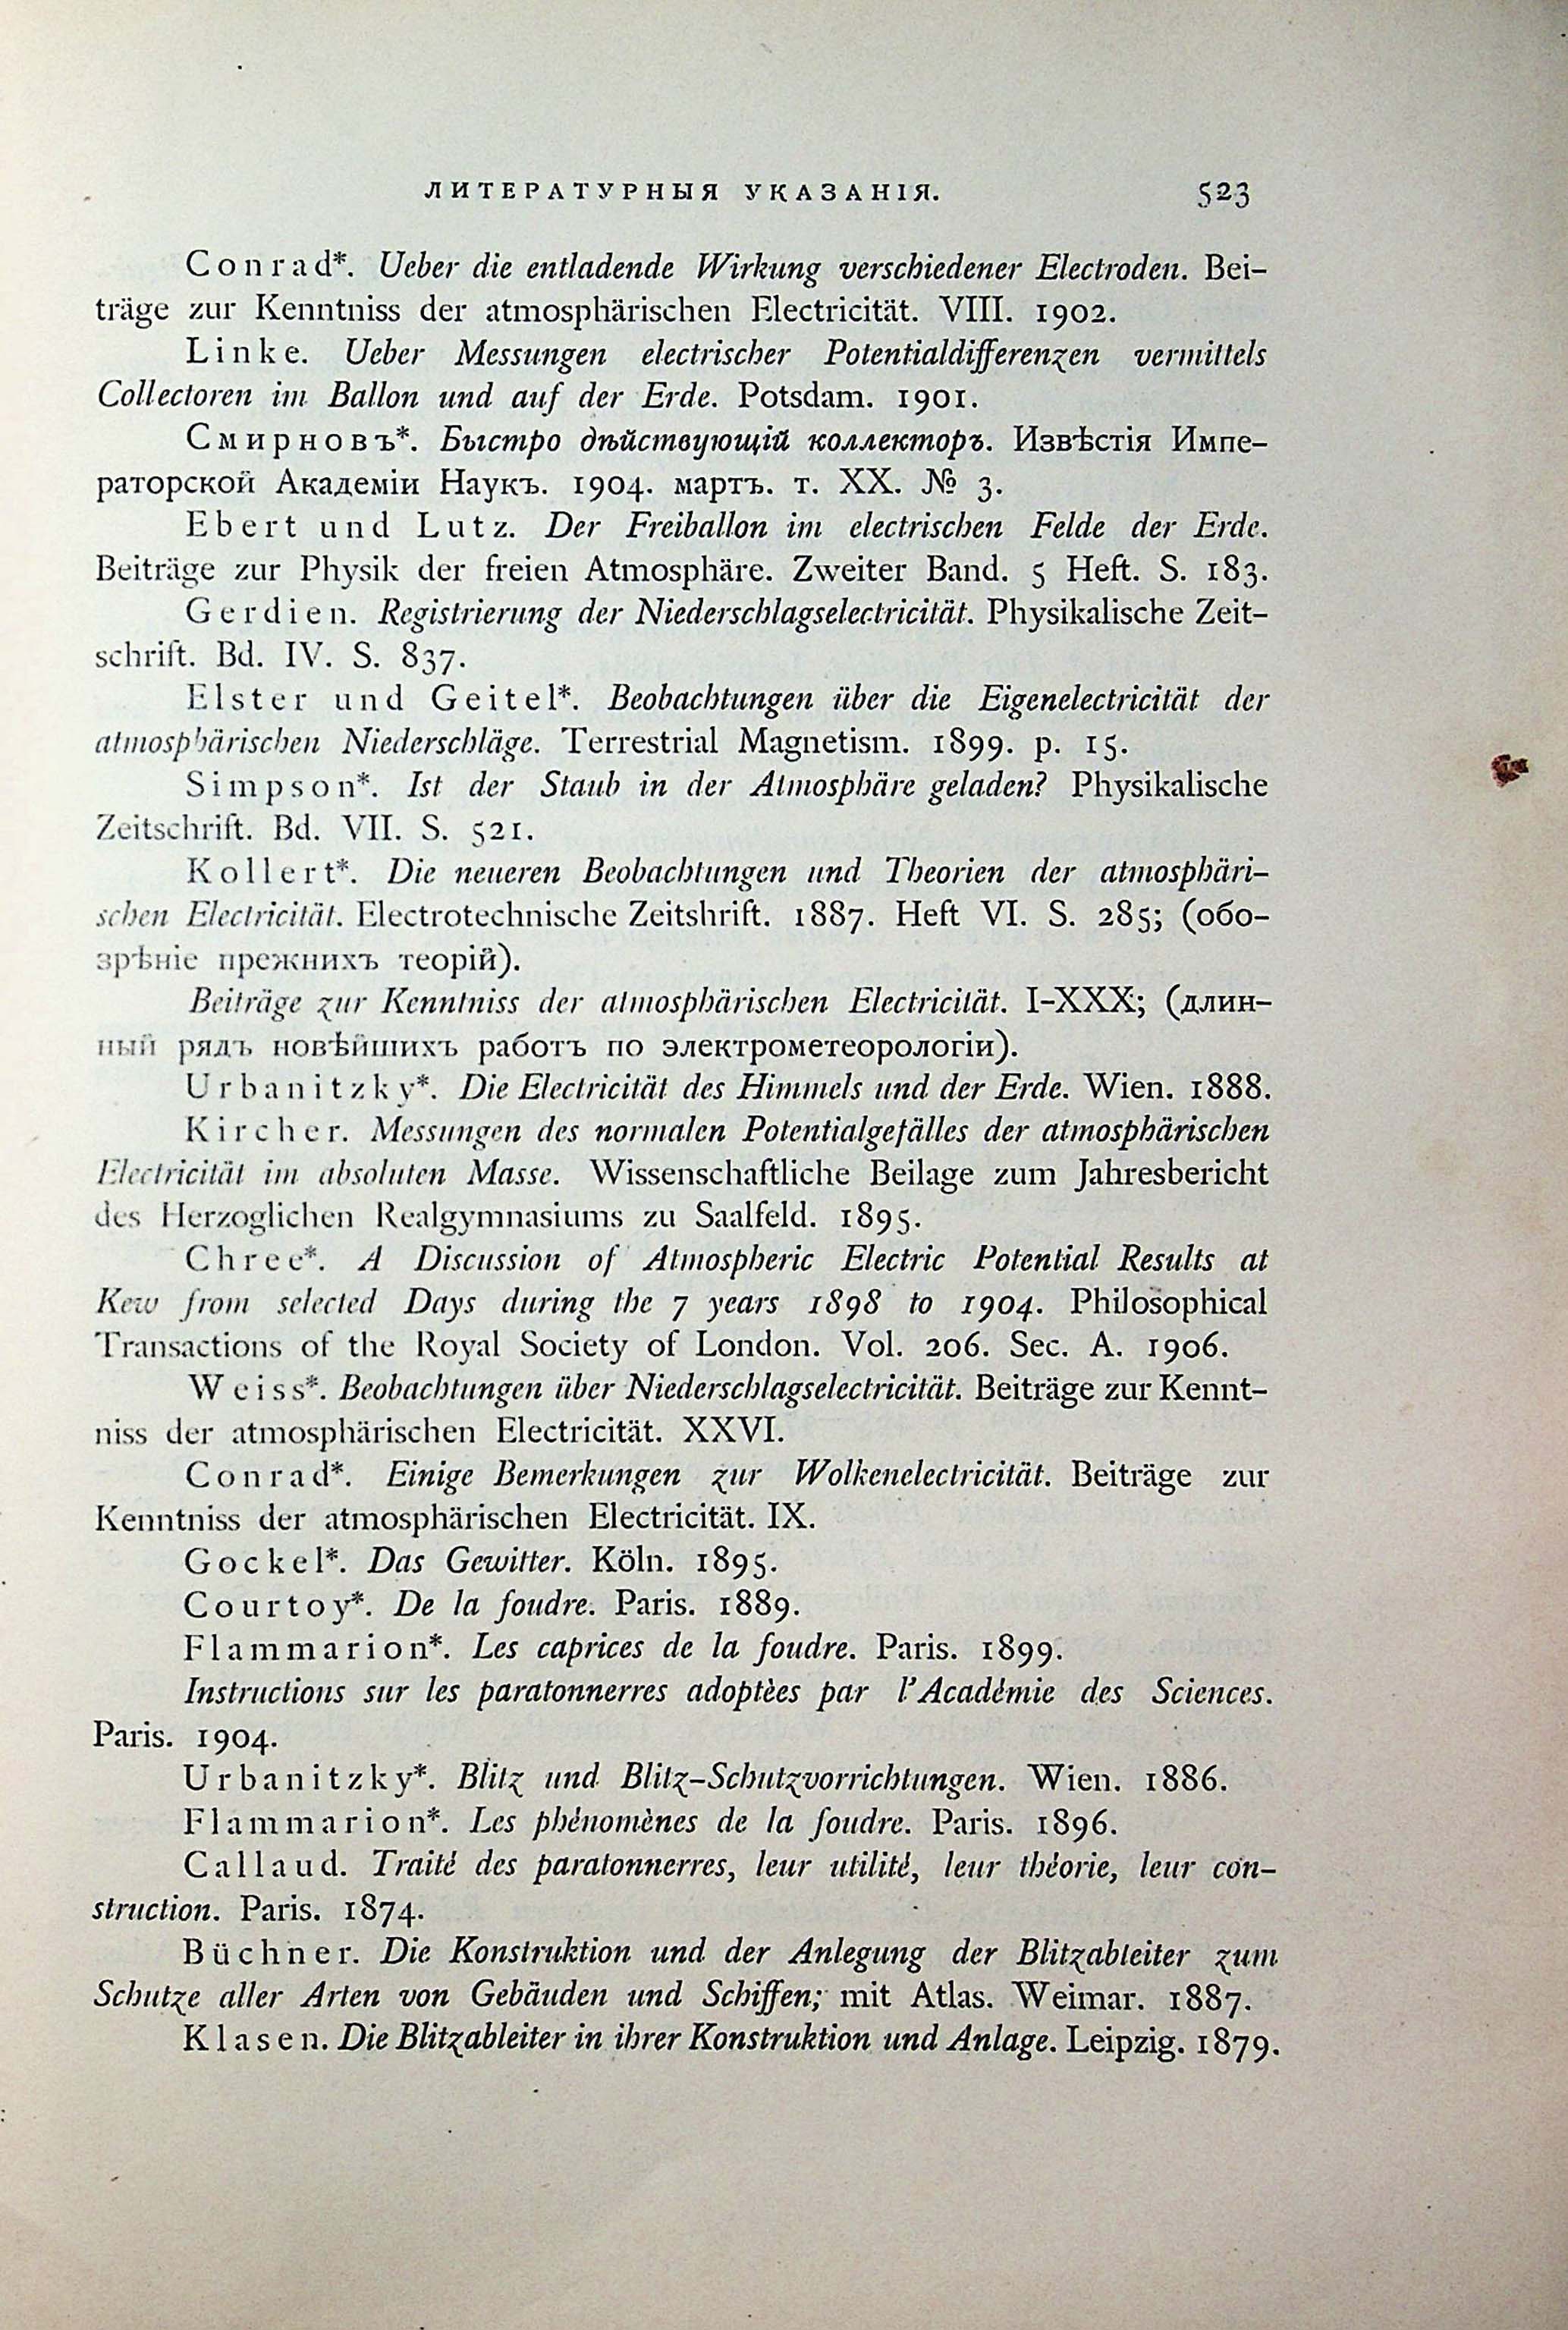 ЛИТЕРАТУРНЫЯ УКАЗАНІЯ. 523
Conrad*. Ueber die entladende Wirkung verschiedener Electroden. Bei-
träge zur Kenntniss der atmosphärischen Electricität. VIII. 1902.
Linke. Ueber Messungen electrischer Potentialdifferenzen vermittels
Collectoren im Ballon und auf der Erde. Potsdam. 1901.
Смирновъ*. Быстро дѣйствующій коллекторъ. Извѣстія Импе-
раторской Академіи Наукъ. 1904. мартъ. т. XX. № 3.
Ebert und Lutz. Der Freiballon im electrischen Felde der Erde.
Beiträge zur Physik der freien Atmosphäre. Zweiter Band. 5 Heft. S. 183.
Gerdien. Registrierung der Niederschlagselectricität. Physikalische Zeit-
schrift. Bd. IV. S. 837.
Elster und Geitel*. Beobachtungen über die Eigenelectricität der
atmosphärischen Niederschläge. Terrestrial Magnetism. 1899. p. 15.
Simpson*. Ist der Staub in der Atmosphäre geladen? Physikalische
Zeitschrift. Bd. VII. S. 521.
Kollert*. Die neueren Beobachtungen und Theorien der atmosphäri-
schen Electricität. Electrotechnische Zeitshrift. 1887. Heft VI. S. 285; (обо-
зрѣніе прежнихъ теорій).
Beiträge zur Kenntniss der atmosphärischen Electricität. I-XXX; (длин-
ный рядъ новѣйшихъ работъ по электрометеорологіи).
Urbanitzky*. Die Electricität des Himmels und der Erde. Wien. 1888.
Kircher. Messungen des normalen Potentialgefälles der atmosphärischen
Electricität im absoluten Masse. Wissenschaftliche Beilage zum Jahresbericht
des Herzoglichen Realgymnasiums zu Saalfeld. 1895.
Chree*. A Discussion of Atmospheric Electric Potential Results at
Kew from selected Days during the 7 years 1898 to 1904. Philosophical
Transactions of the Royal Society of London. Vol. 206. Sec. A. 1906.
Weiss*. Beobachtungen über Niederschlagselectricität. Beiträge zur Kennt-
niss der atmosphärischen Electricität. XXVI.
Conrad*. Einige Bemerkungen zur Wolkenelectricität. Beiträge zur
Kenntniss der atmosphärischen Electricität. IX.
Gockel*. Das Gewitter. Köln. 1895.
Courtoy*. De la foudre. Paris. 1889.
Flammarion*. Les caprices de la foudre. Paris. 1899.
Instructions sur les paratonnerres adoptèes par l'Académie des Sciences.
Paris. 1904.
Urbanitzky*. Blitz und Blitz-Schutzvorrichtungen. Wien. 1886.
Flammarion*. Les phénomènes de la foudre. Paris. 1896.
Callaud. Traité des paratonnerres, leur utilité, leur théorie, leur con-
struction. Paris. 1874.
Büchner. Die Konstruktion und der Anlegung der Blitzableiter zum
Schutze aller Arten von Gebäuden und Schiffen; mit Atlas. Weimar. 1887.
Klasen. Die Blitzableiter in ihrer Konstruktion und Anlage. Leipzig. 1879.